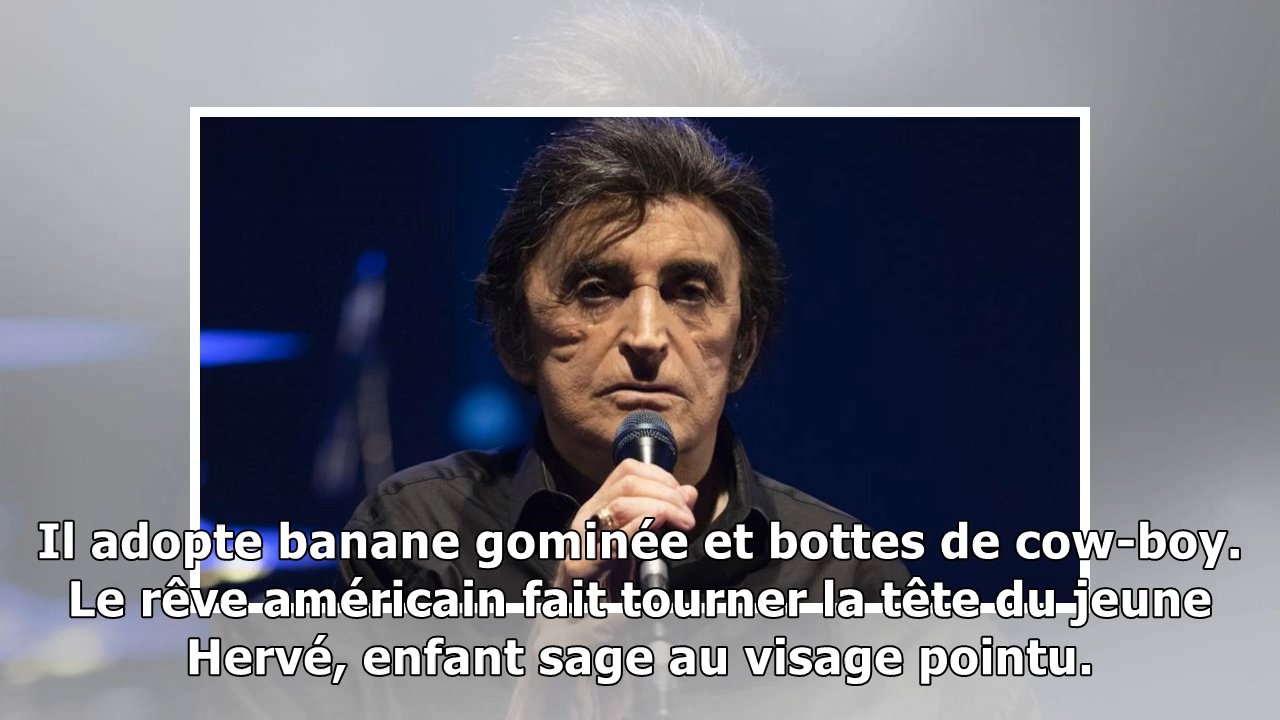 Il adopte banane gominée et bottes de cow-boy.
Le rêve américain fait tourner la tête du jeune
Hervé, enfant sage au visage pointu.